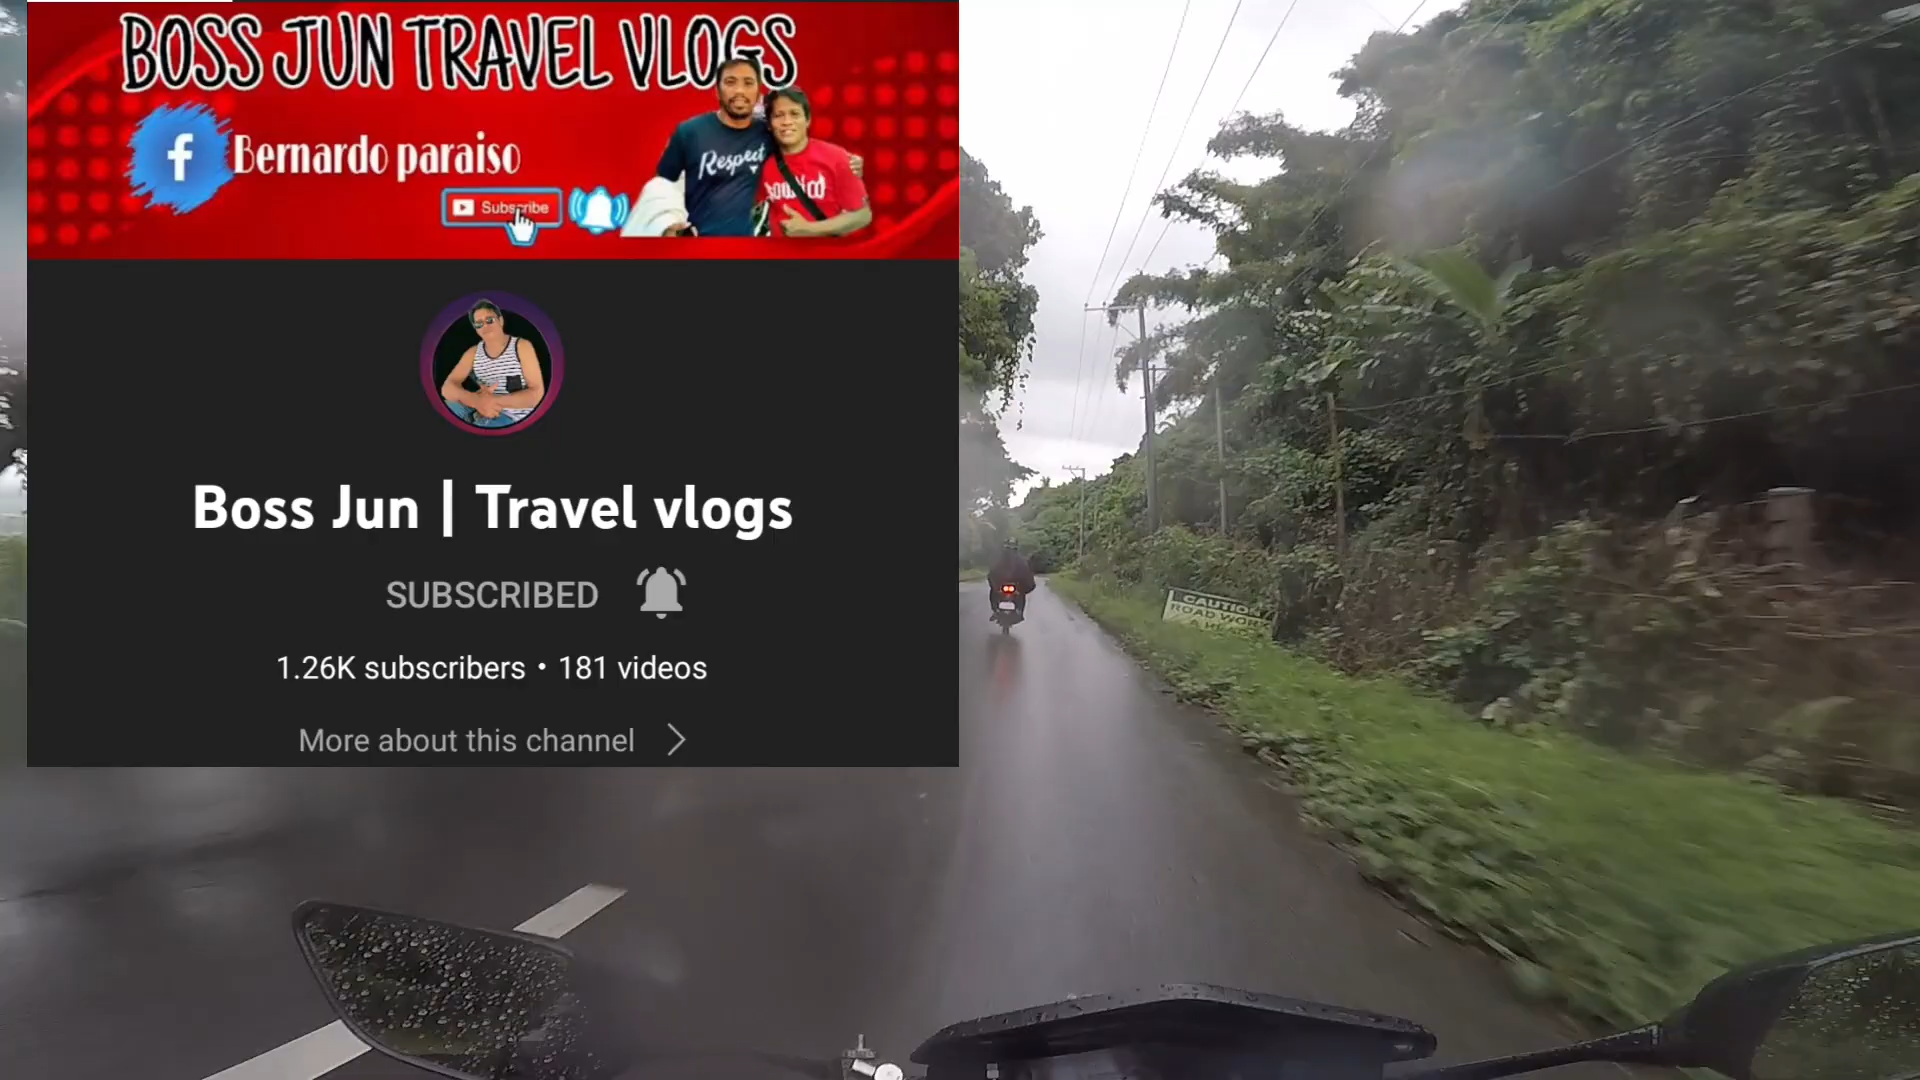 BOSS JUN TRAVEL VLOGS
f Bernardo paraiso
Respect
Subscribe
Boss Jun | Travel vlogs
SUBSCRIBED
1.26K subscribers • 181 videos
More about this channel
CAUTION
ROAD WORK
AHEAD